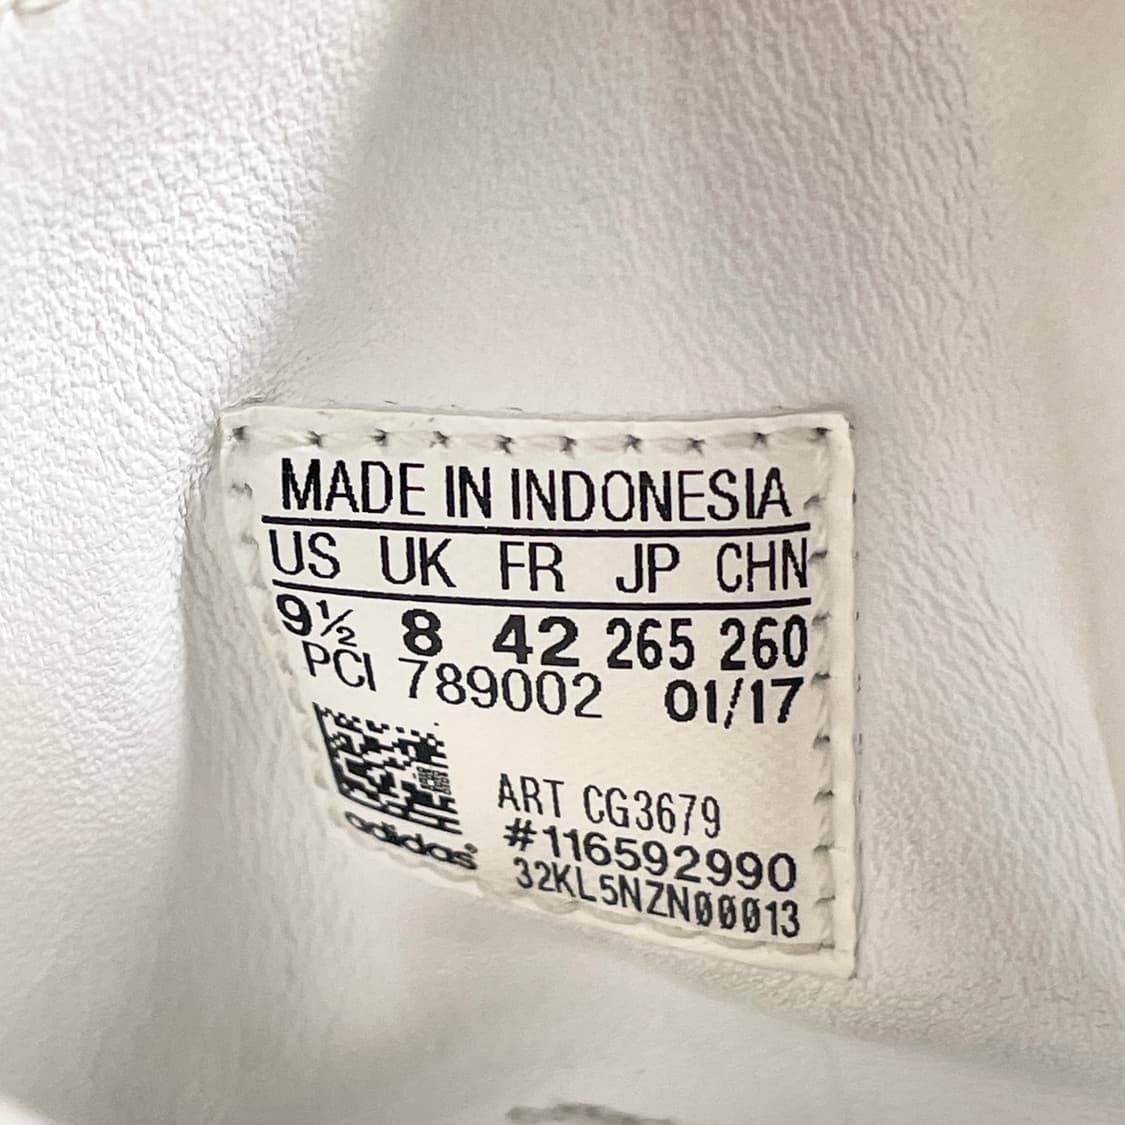 MADE IN INDONESIA
US UK FR JP CHN
9½ 8 42 265 260
PCI 789002 01/17
ART CG3679
#116592990
adidas
32KL5NZN00013